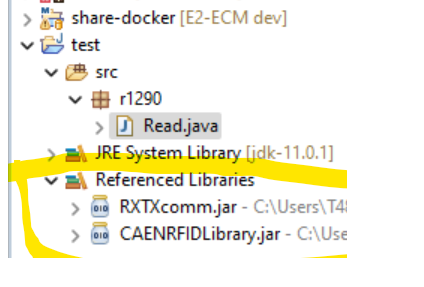 share-docker [E2-ECM dev]
test
src
r1290
Read.java
JRE System Library [jdk-11.0.1]
Referenced Libraries
RXTXcomm.jar - C:\Users\T4
CAENRFIDLibrary.jar - C:\Use